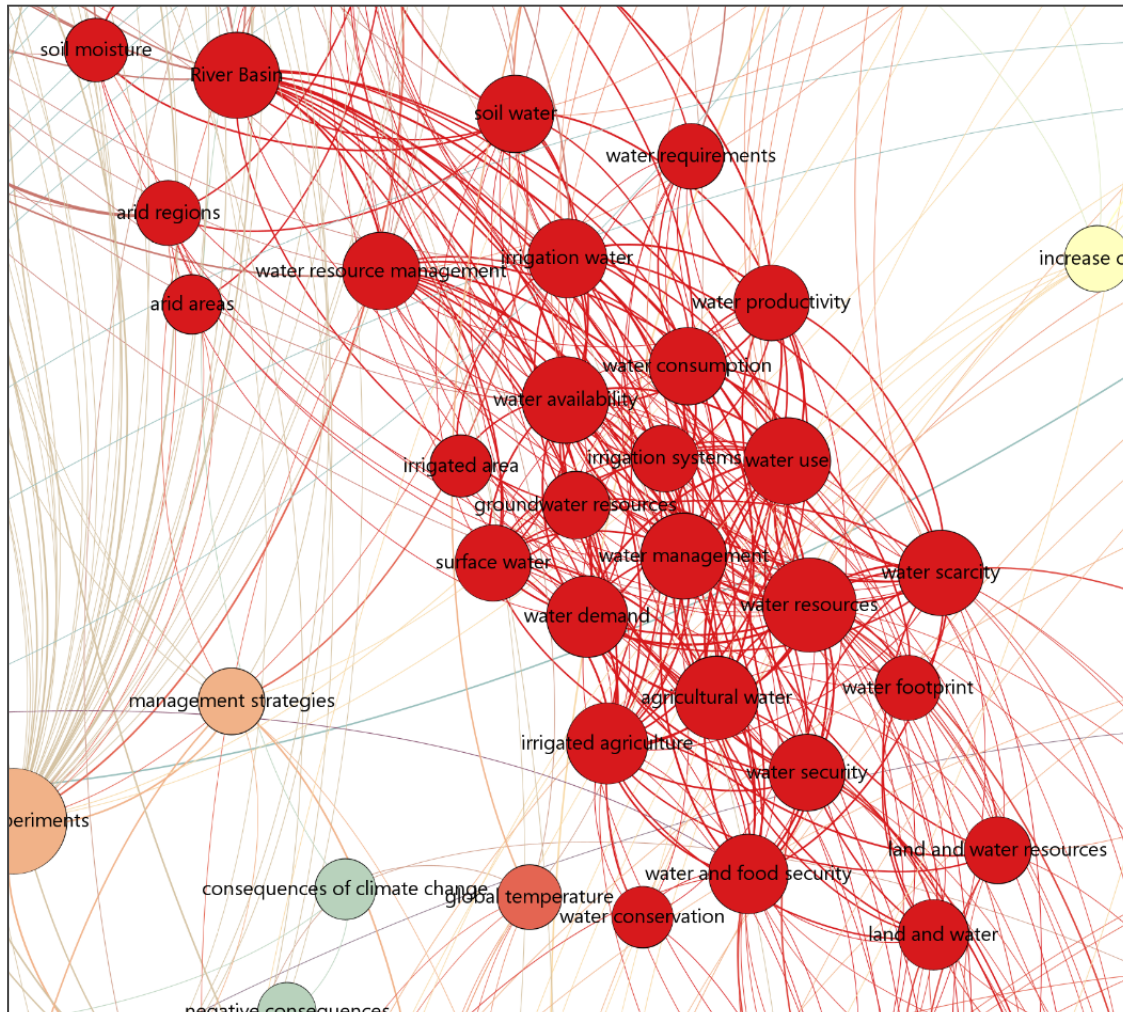 soil moisture
River Basin
soil water
water requirements
arid regions
irrigation water
increase c
water resource management
arid areas
water productivity
water consumption
water availability
irrigation systems
water use
irrigated area
groundwater resources
water management
surface water
water scarcity
water resources
water demand
water footprint
agricultural water
management strategies
irrigated agriculture
water security
periments
land and water resources
water and food security
consequences of climate change
global temperature
water conservation
land and water
negative consequences